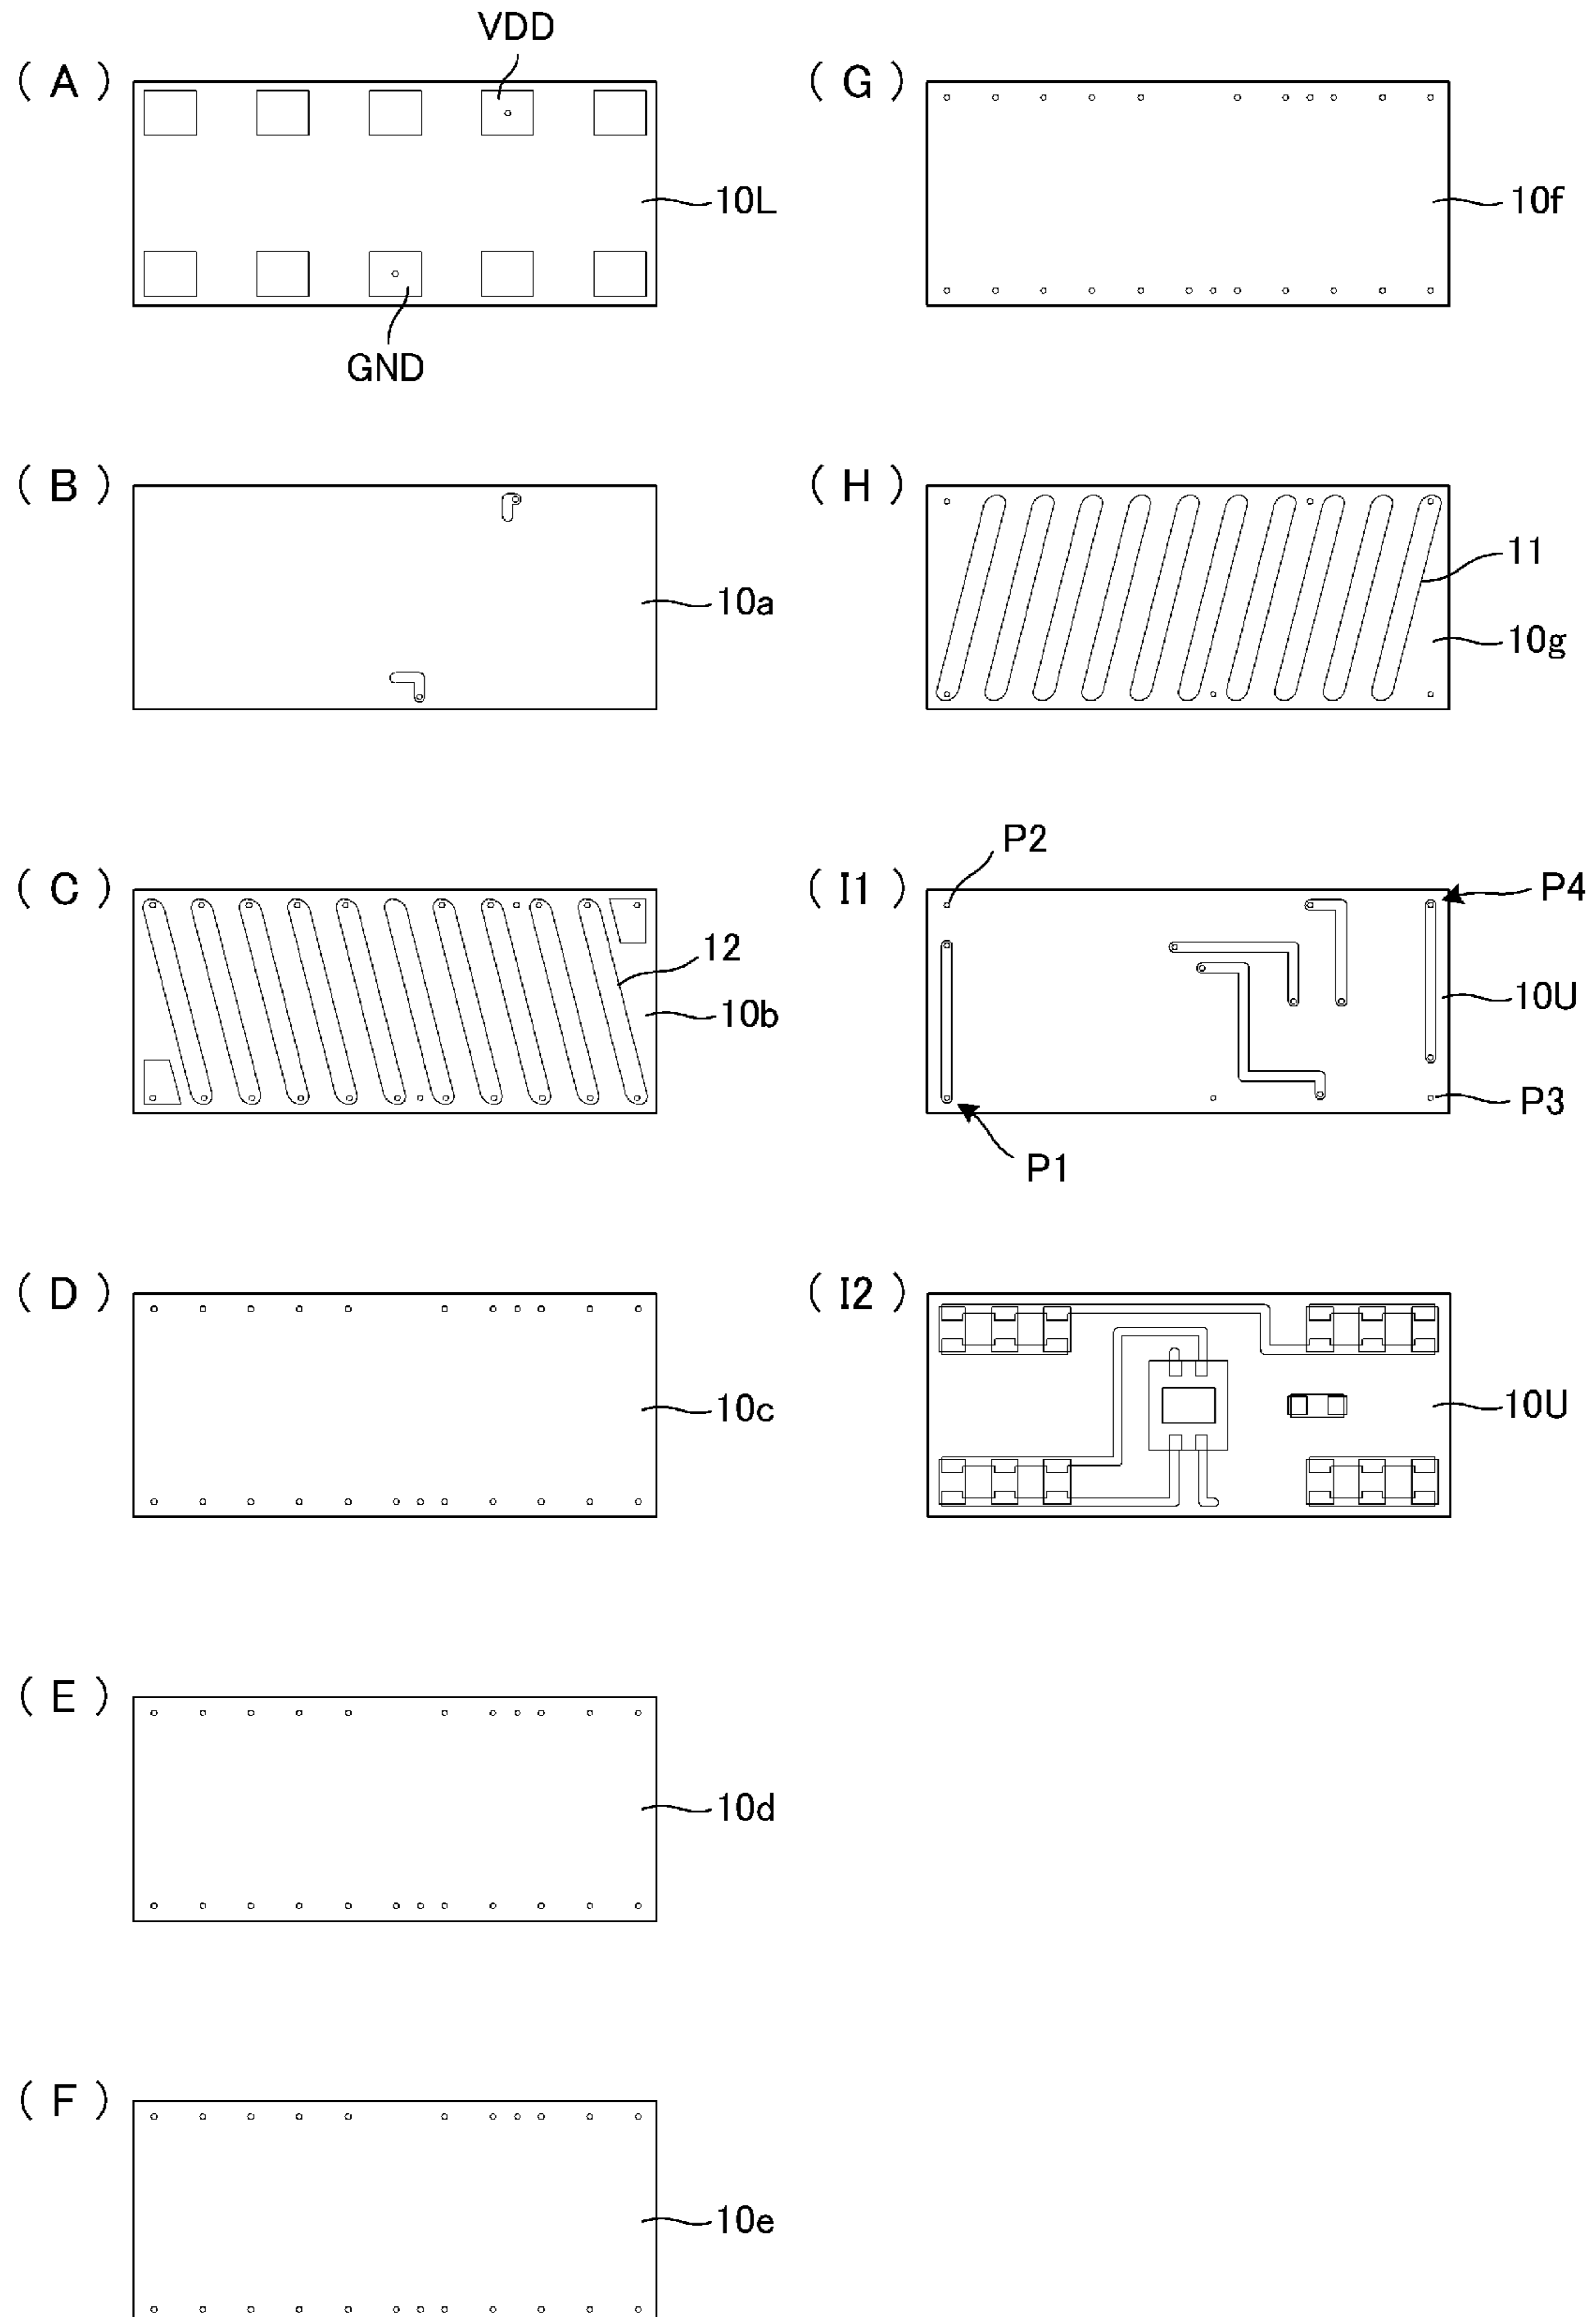 ( A )
VDD
10L
GND
( B )
10a
( C )
12
10b
( D )
10c
( E )
10d
( F )
10e
( G )
10f
( H )
11
10g
( I1 )
P2
P4
10U
P3
P1
( I2 )
10U